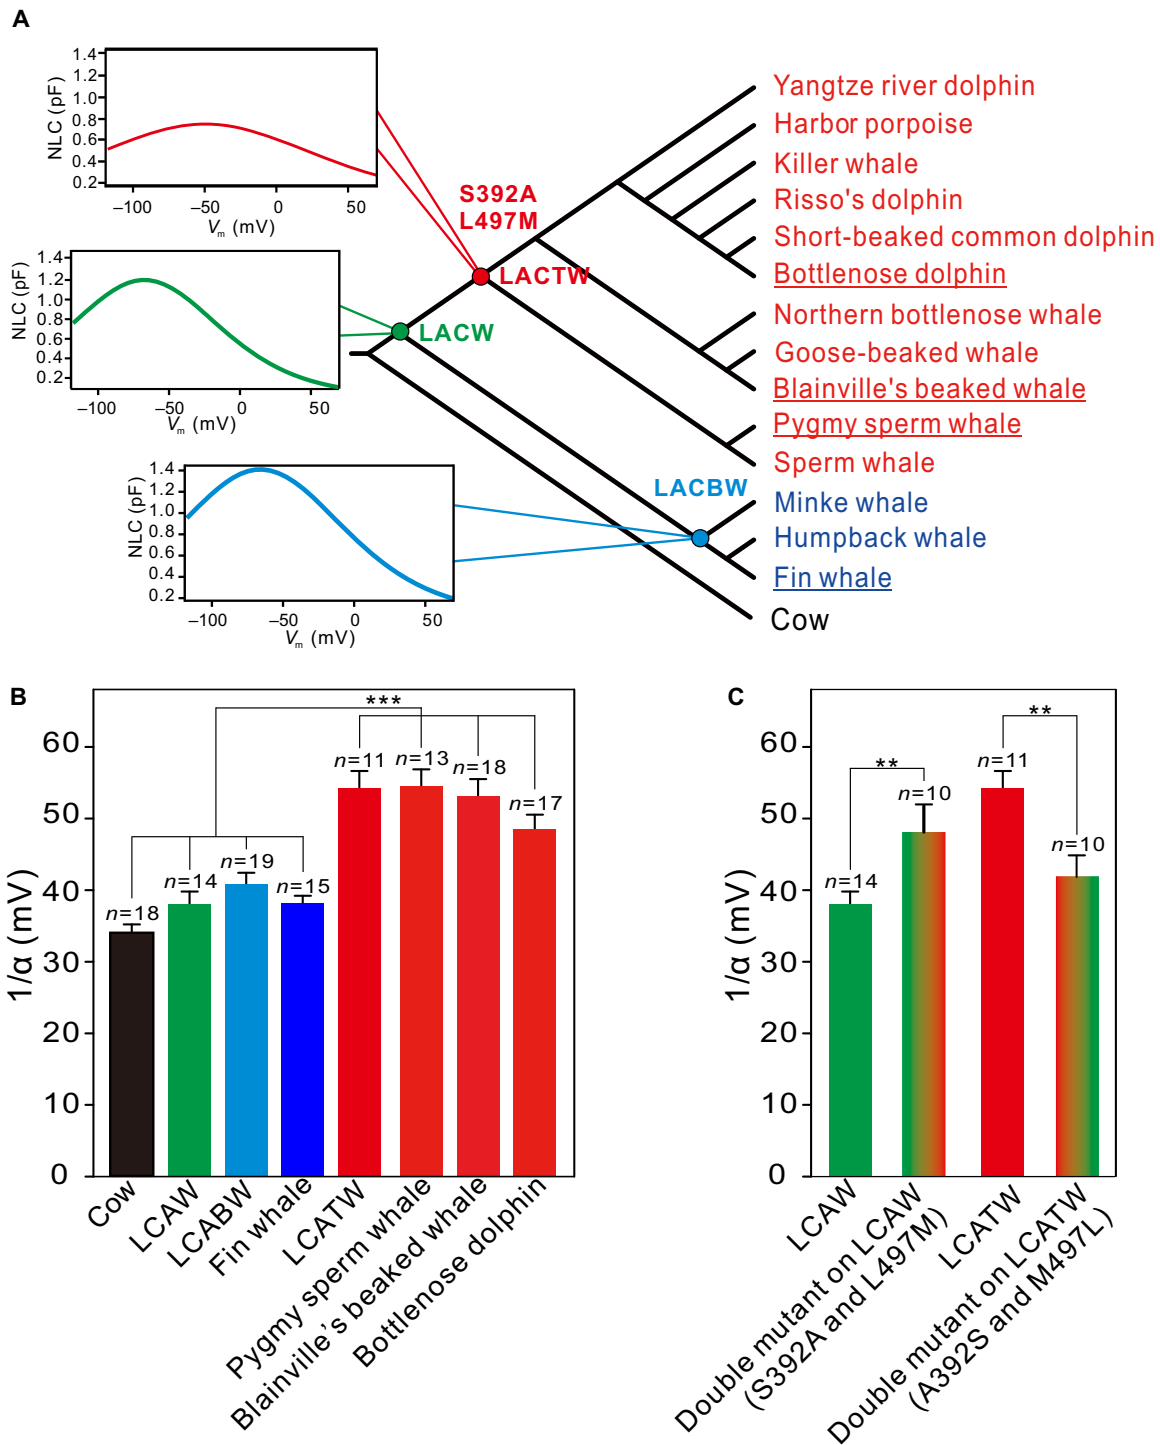 A
1.4
1.2
1.0
0.8
0.6
0.4
0.2
NLC (pF)
–100
–50
0
50
Vm (mV)
1.4
1.2
1.0
0.8
0.6
0.4
0.2
NLC (pF)
–100
–50
0
50
Vm (mV)
1.4
1.2
1.0
0.8
0.6
0.4
0.2
NLC (pF)
–100
–50
0
50
Vm (mV)
S392A
L497M
LACTW
LACW
LACBW
Yangtze river dolphin
Harbor porpoise
Killer whale
Risso's dolphin
Short-beaked common dolphin
Bottlenose dolphin
Northern bottlenose whale
Goose-beaked whale
Blainville's beaked whale
Pygmy sperm whale
Sperm whale
Minke whale
Humpback whale
Fin whale
Cow
B
***
60
50
40
30
20
10
0
1/α (mV)
n=18
n=14
n=19
n=15
n=11
n=13
n=18
n=17
Cow
LCAW
LCABW
Fin whale
LCATW
Pygmy sperm whale
Blainville's beaked whale
Bottlenose dolphin
C
**
**
60
50
40
30
20
10
0
1/α (mV)
n=14
n=10
n=11
n=10
LCAW
Double mutant on LCAW
(S392A and L497M)
LCATW
Double mutant on LCATW
(A392S and M497L)